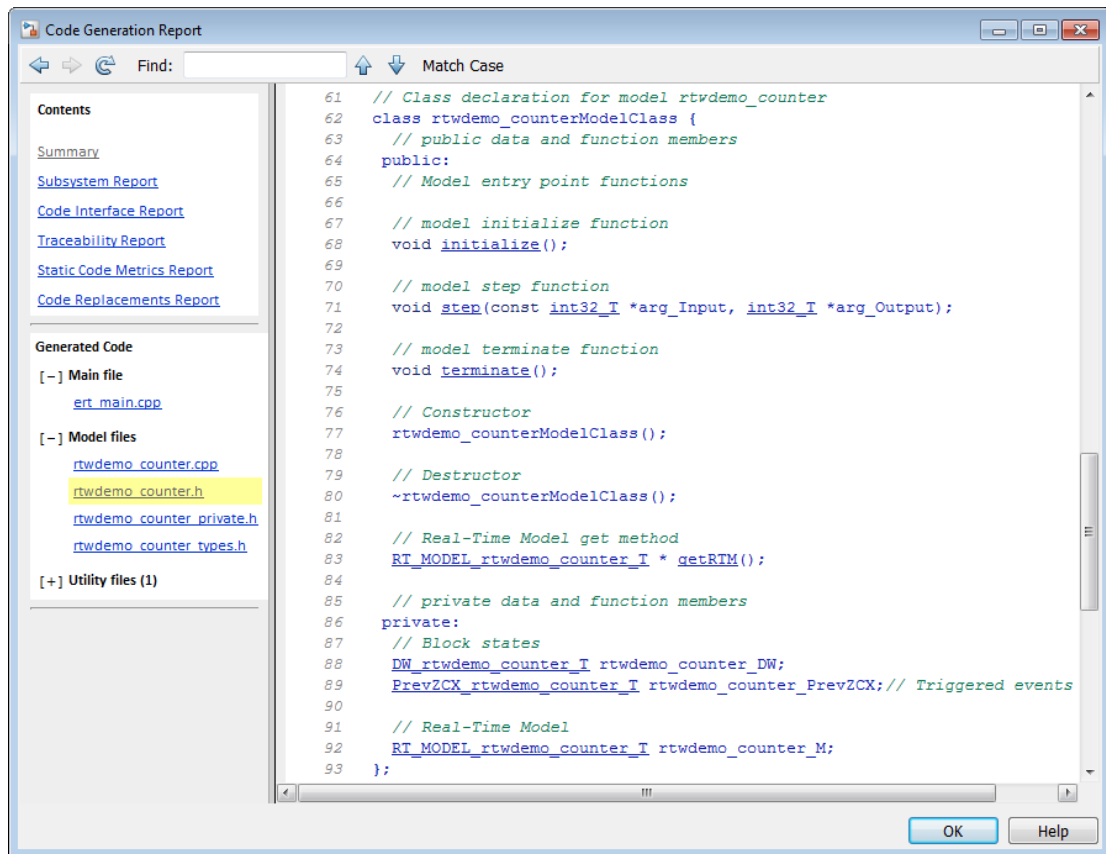 Code Generation Report
Find:
Match Case
Contents
Summary
Subsystem Report
Code Interface Report
Traceability Report
Static Code Metrics Report
Code Replacements Report
Generated Code
[−] Main file
ert_main.cpp
[−] Model files
rtwdemo_counter.cpp
rtwdemo_counter.h
rtwdemo_counter_private.h
rtwdemo_counter_types.h
[+] Utility files (1)
61 // Class declaration for model rtwdemo_counter
62 class rtwdemo_counterModelClass {
63 // public data and function members
64 public:
65 // Model entry point functions
66
67 // model initialize function
68 void initialize();
69
70 // model step function
71 void step(const int32_T *arg_Input, int32_T *arg_Output);
72
73 // model terminate function
74 void terminate();
75
76 // Constructor
77 rtwdemo_counterModelClass();
78
79 // Destructor
80 ~rtwdemo_counterModelClass();
81
82 // Real-Time Model get method
83 RT_MODEL_rtwdemo_counter_T * getRTM();
84
85 // private data and function members
86 private:
87 // Block states
88 DW_rtwdemo_counter_T rtwdemo_counter_DW;
89 PrevZCX_rtwdemo_counter_T rtwdemo_counter_PrevZCX;// Triggered events
90
91 // Real-Time Model
92 RT_MODEL_rtwdemo_counter_T rtwdemo_counter_M;
93 };
OK
Help